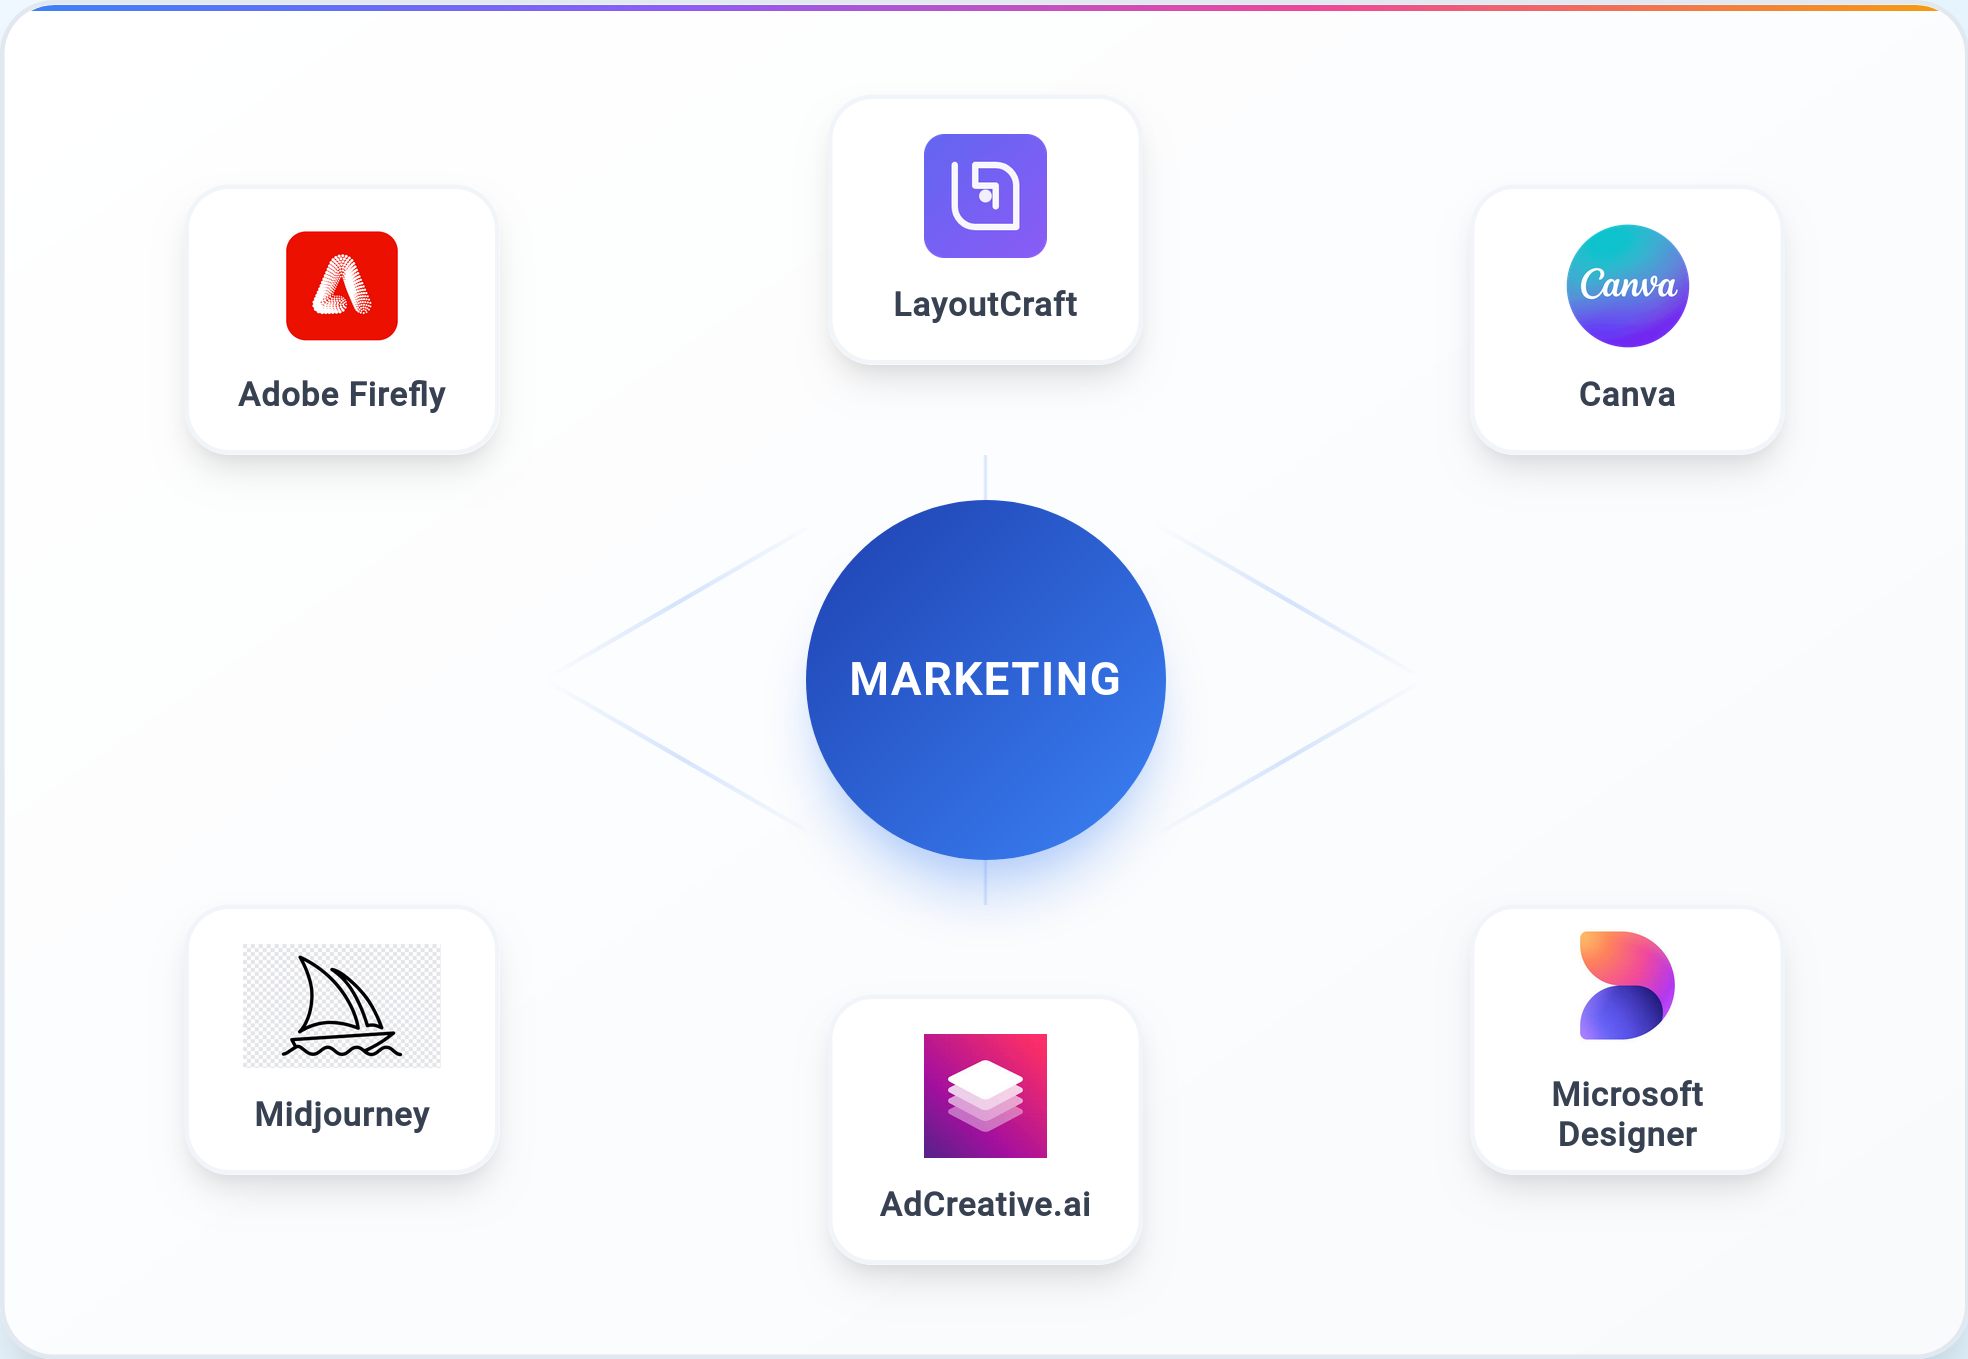 LayoutCraft
Adobe Firefly
Canva
Canva
MARKETING
Midjourney
Microsoft
Designer
AdCreative.ai